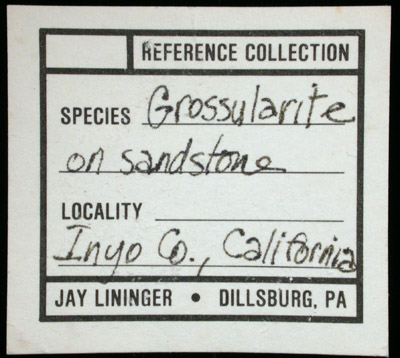 REFERENCE COLLECTION
SPECIES Grossularite
on sandstone
LOCALITY
Inyo Co., California
JAY LININGER • DILLSBURG, PA